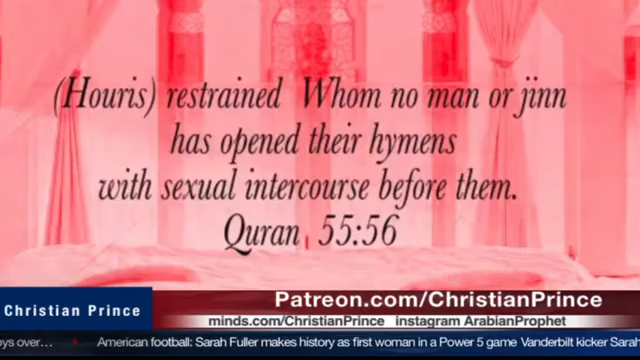 (Houris) restrained Whom no man or jinn
has opened their hymens
with sexual intercourse before them.
Quran 55:56
Patreon.com/ChristianPrince
Christian Prince
minds.com/ChristianPrince instagram ArabianProphet
oys over… American football: Sarah Fuller makes history as first woman in a Power 5 game Vanderbilt kicker Sarah